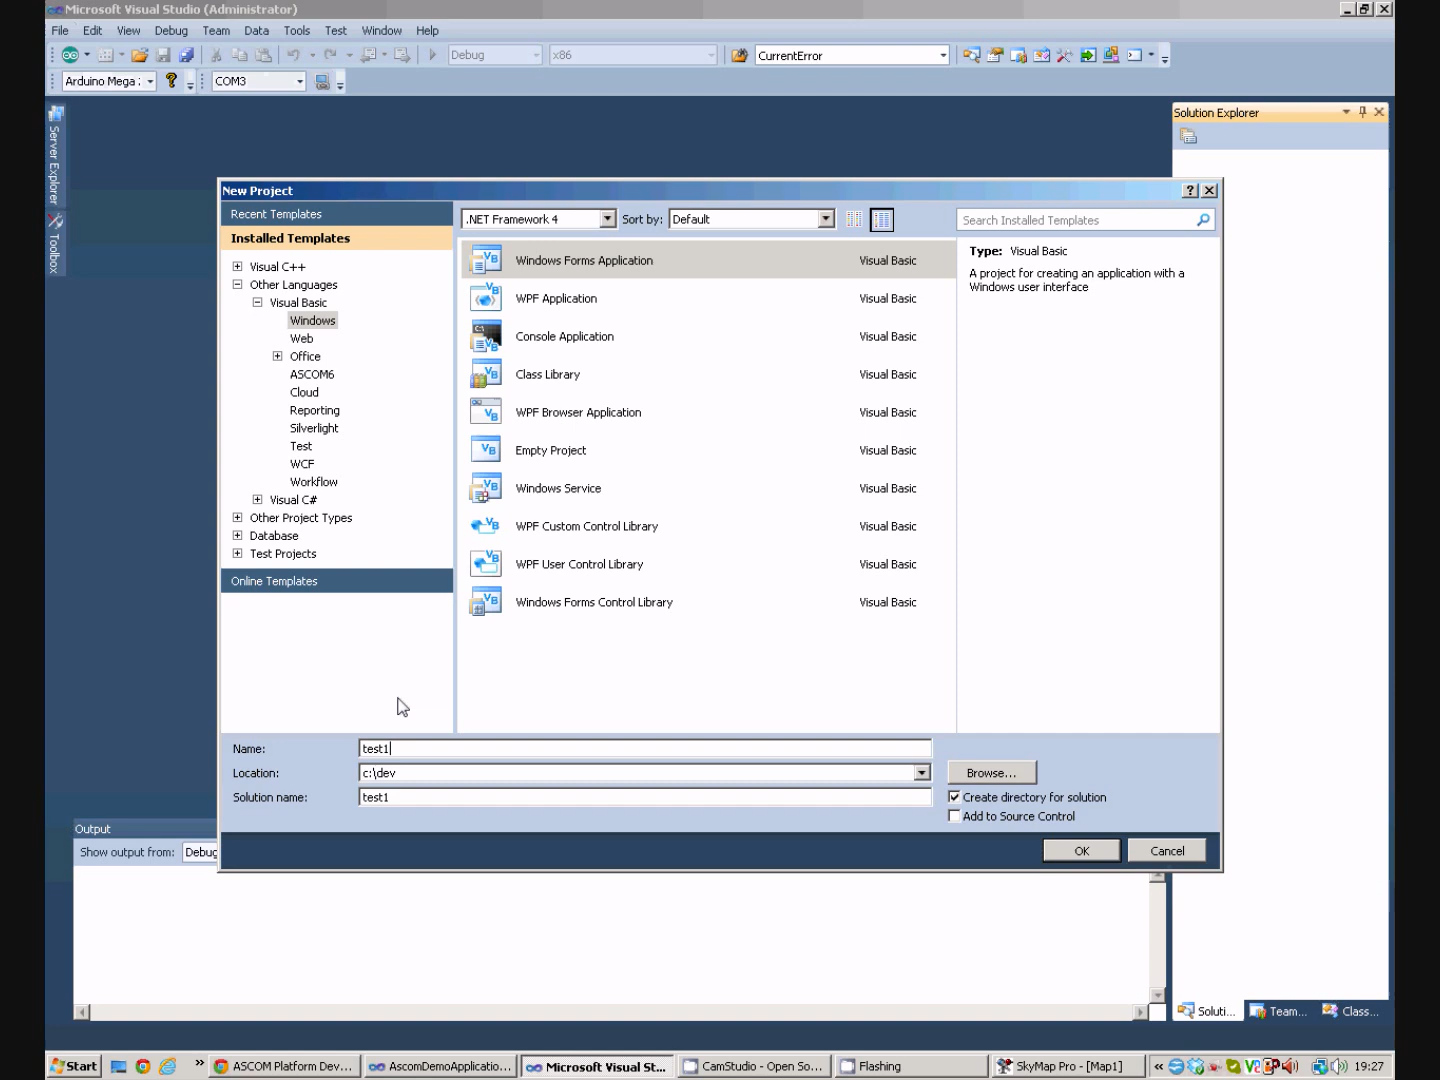 Microsoft Visual Studio (Administrator)
File Edit View Debug Team Data Tools Test Window Help
Debug x86 CurrentError
Arduino Mega : COM3
Server Explorer
Toolbox
Solution Explorer
New Project
Recent Templates
Installed Templates
.NET Framework 4 Sort by: Default
Search Installed Templates
Visual C++
Other Languages
Visual Basic
Windows
Web
Office
ASCOM6
Cloud
Reporting
Silverlight
Test
WCF
Workflow
Visual C#
Other Project Types
Database
Test Projects
Online Templates
Windows Forms Application Visual Basic
WPF Application Visual Basic
Console Application Visual Basic
Class Library Visual Basic
WPF Browser Application Visual Basic
Empty Project Visual Basic
Windows Service Visual Basic
WPF Custom Control Library Visual Basic
WPF User Control Library Visual Basic
Windows Forms Control Library Visual Basic
Type: Visual Basic
A project for creating an application with a
Windows user interface
Name: test1
Location: c:\dev
Browse...
Solution name: test1
Create directory for solution
Add to Source Control
OK Cancel
Output
Show output from: Debug
Soluti... Team... Class...
Start ASCOM Platform Dev... AscomDemoApplicatio... Microsoft Visual St... CamStudio - Open So... Flashing SkyMap Pro - [Map1] 19:27